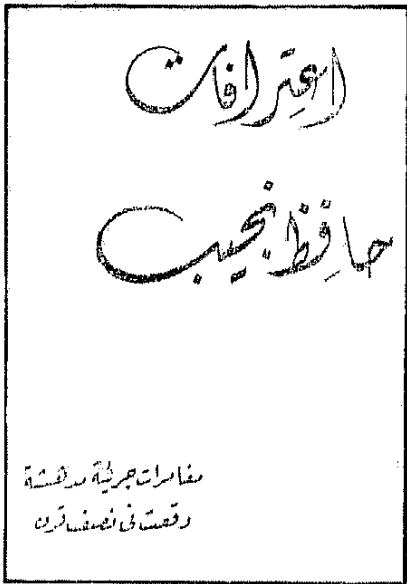 اعترافات
حافظ نجيب
مغامرات جريئة مدهشة
وقعت في نصف قرن